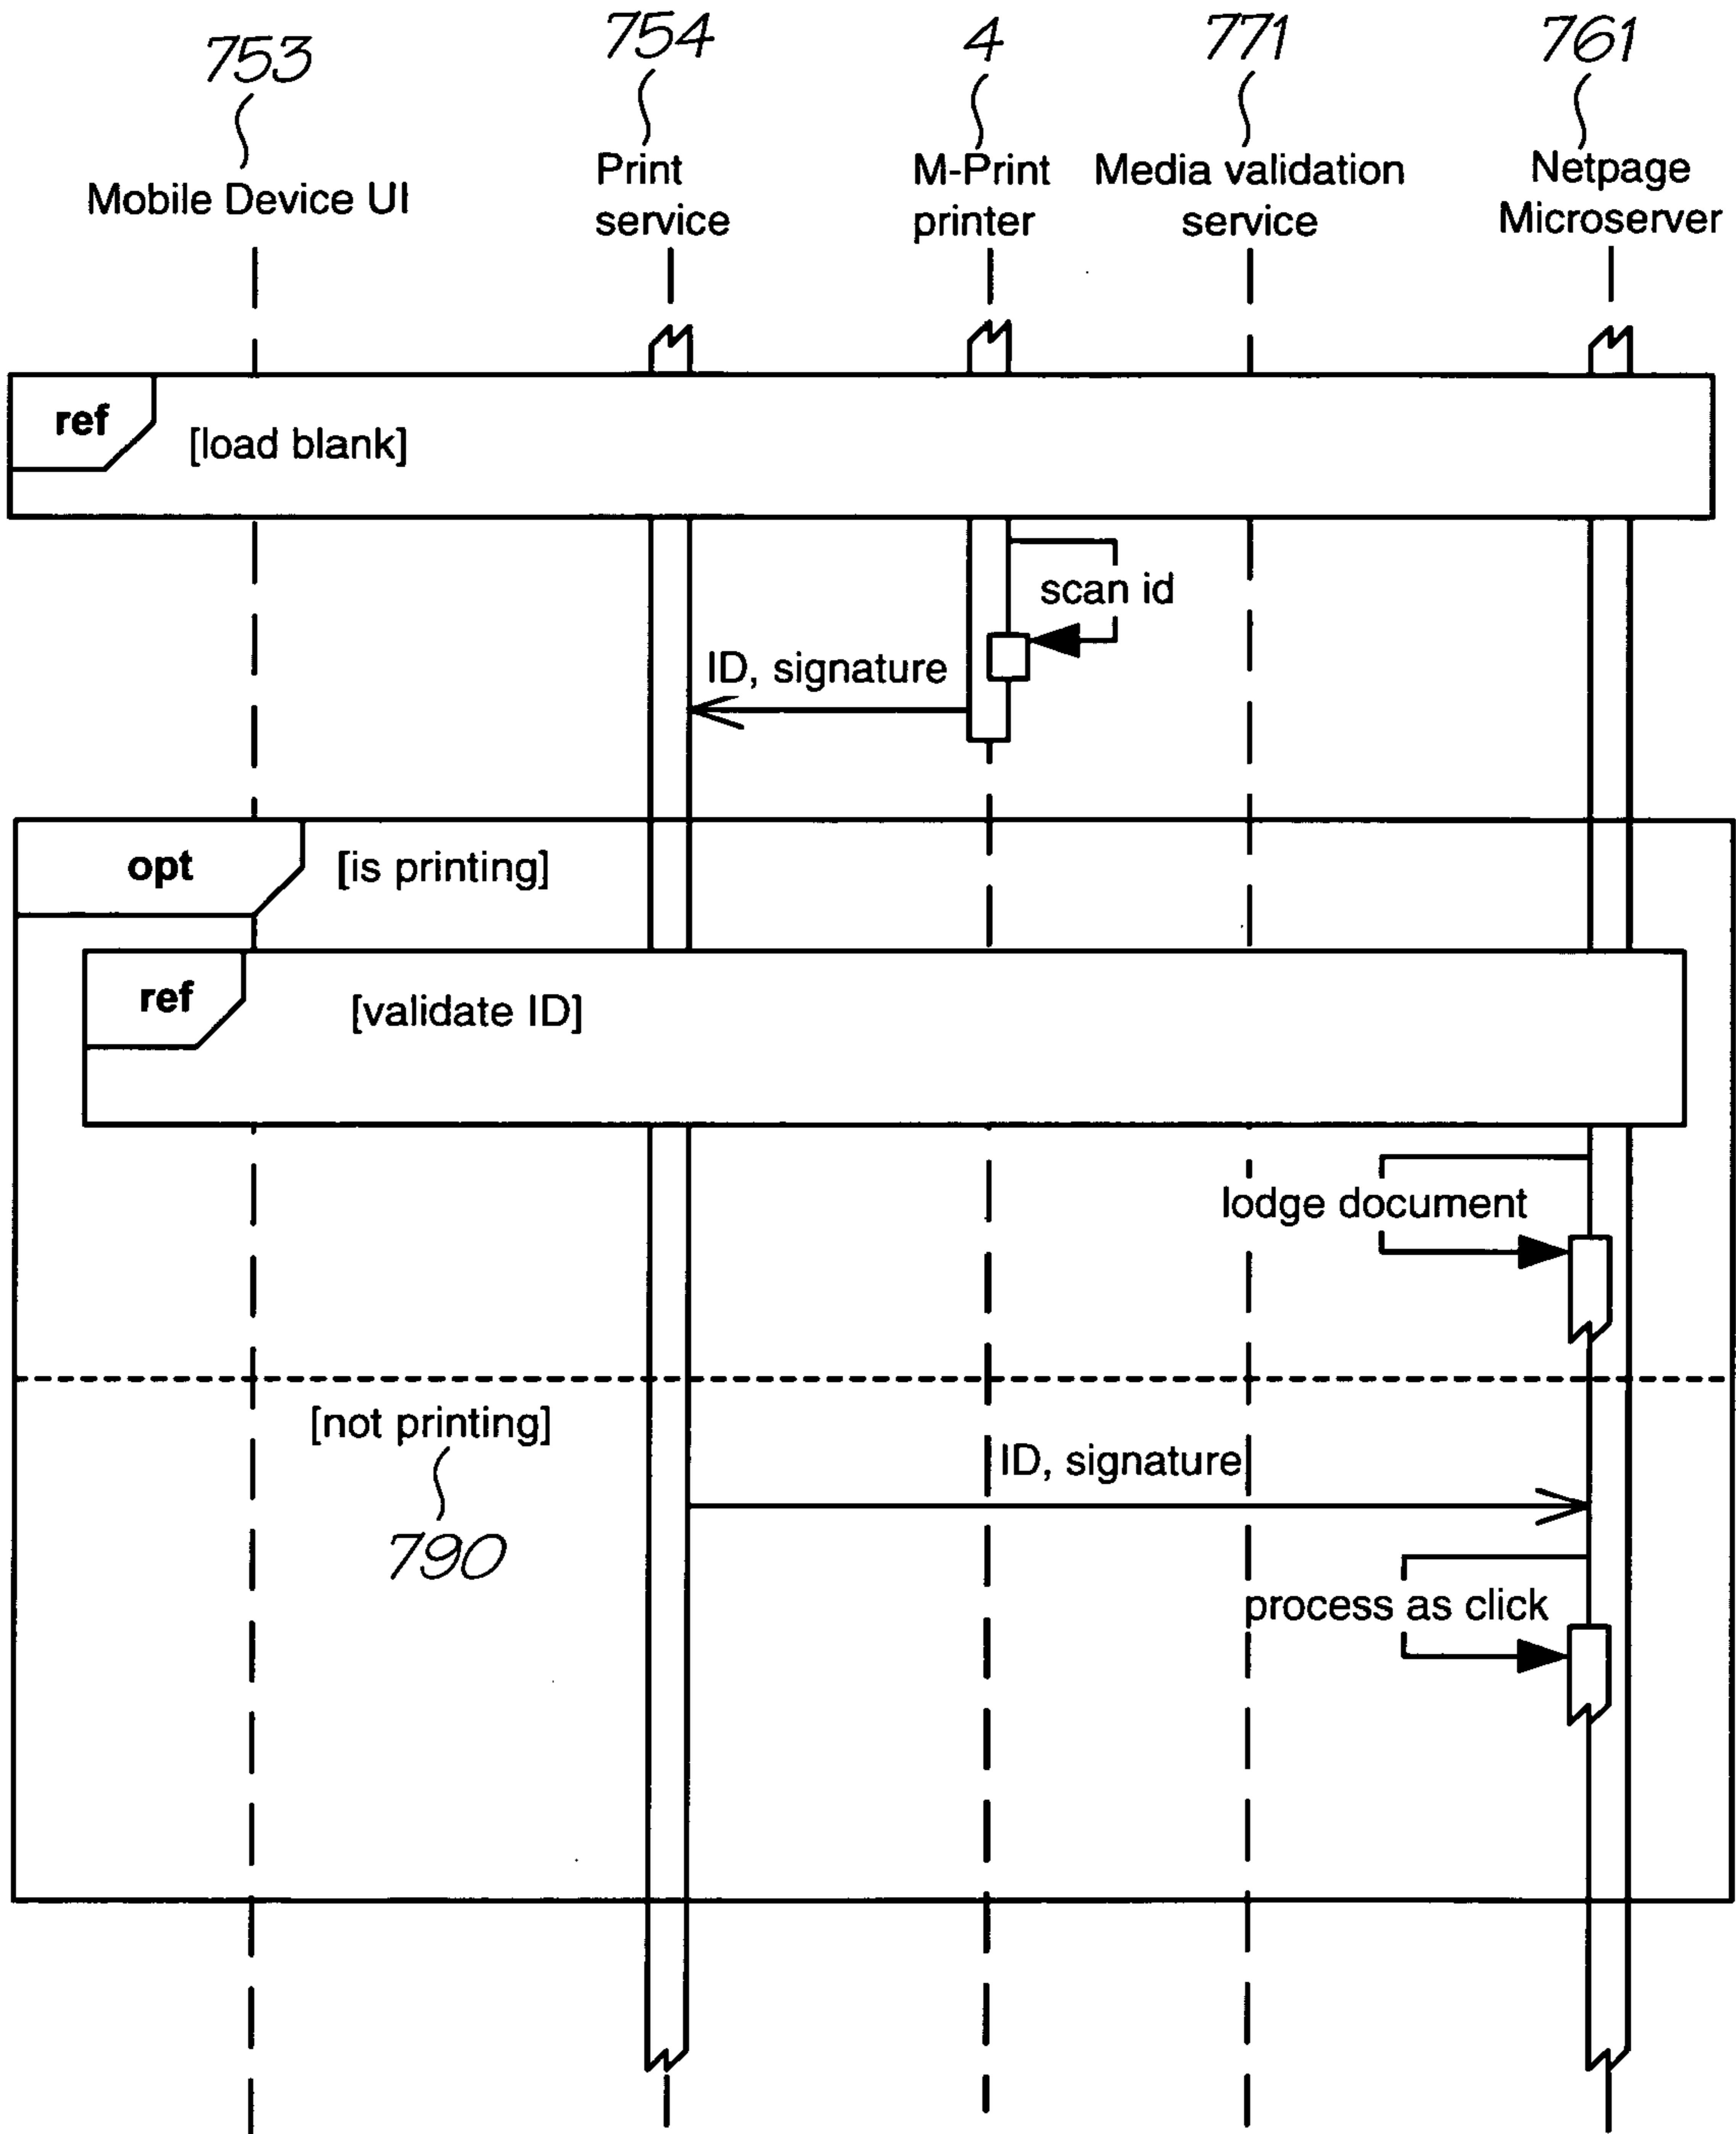 753
754
4
771
761
Mobile Device UI
Print
service
M-Print
printer
Media validation
service
Netpage
Microserver
ref
[load blank]
scan id
ID, signature
opt
[is printing]
ref
[validate ID]
lodge document
[not printing]
ID, signature
790
process as click